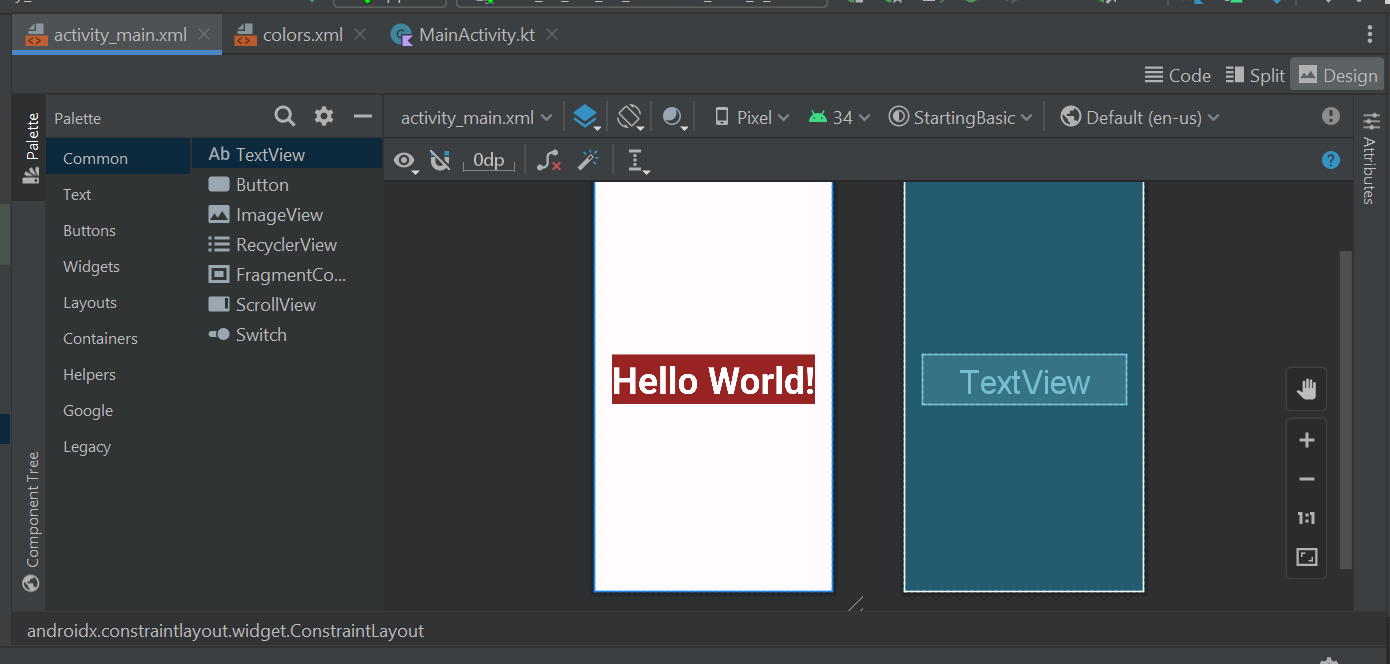 activity_main.xml colors.xml MainActivity.kt
Code Split Design
Palette
Palette
activity_main.xml Pixel 34 StartingBasic Default (en-us)
Attributes
Common
Text
Buttons
Widgets
Layouts
Containers
Helpers
Google
Legacy
Ab TextView
Button
ImageView
RecyclerView
FragmentCo...
ScrollView
Switch
0dp
?
Hello World!
TextView
1:1
Component Tree
androidx.constraintlayout.widget.ConstraintLayout